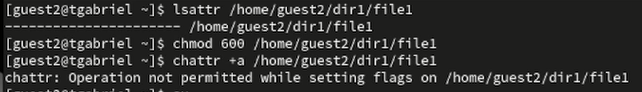 [guest2@tgabriel ~]$ lsattr /home/guest2/dir1/file1
---------------------- /home/guest2/dir1/file1
[guest2@tgabriel ~]$ chmod 600 /home/guest2/dir1/file1
[guest2@tgabriel ~]$ chattr +a /home/guest2/dir1/file1
chattr: Operation not permitted while setting flags on /home/guest2/dir1/file1